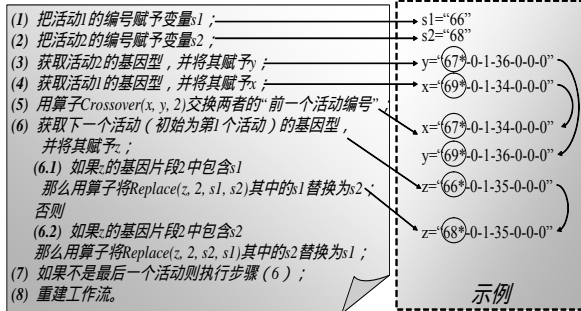 (1) 把活动1的编号赋予变量s1；
(2) 把活动2的编号赋予变量s2；
(3) 获取活动2的基因型，并将其赋予y；
(4) 获取活动1的基因型，并将其赋予x；
(5) 用算子Crossover(x, y, 2)交换两者的“前一个活动编号”；
(6) 获取下一个活动（初始为第1个活动）的基因型，
并将其赋予z；
(6.1) 如果z的基因片段2中包含s1
那么用算子将Replace(z, 2, s1, s2)其中的s1替换为s2；
否则
(6.2) 如果z的基因片段2中包含s2
那么用算子将Replace(z, 2, s2, s1)其中的s2替换为s1；
(7) 如果不是最后一个活动则执行步骤（6）；
(8) 重建工作流。
s1=“66”
s2=“68”
y=“67*-0-1-36-0-0-0”
x=“69*-0-1-34-0-0-0”
x=“67*-0-1-34-0-0-0”
y=“69*-0-1-36-0-0-0”
z=“66*-0-1-35-0-0-0”
z=“68*-0-1-35-0-0-0”
示例